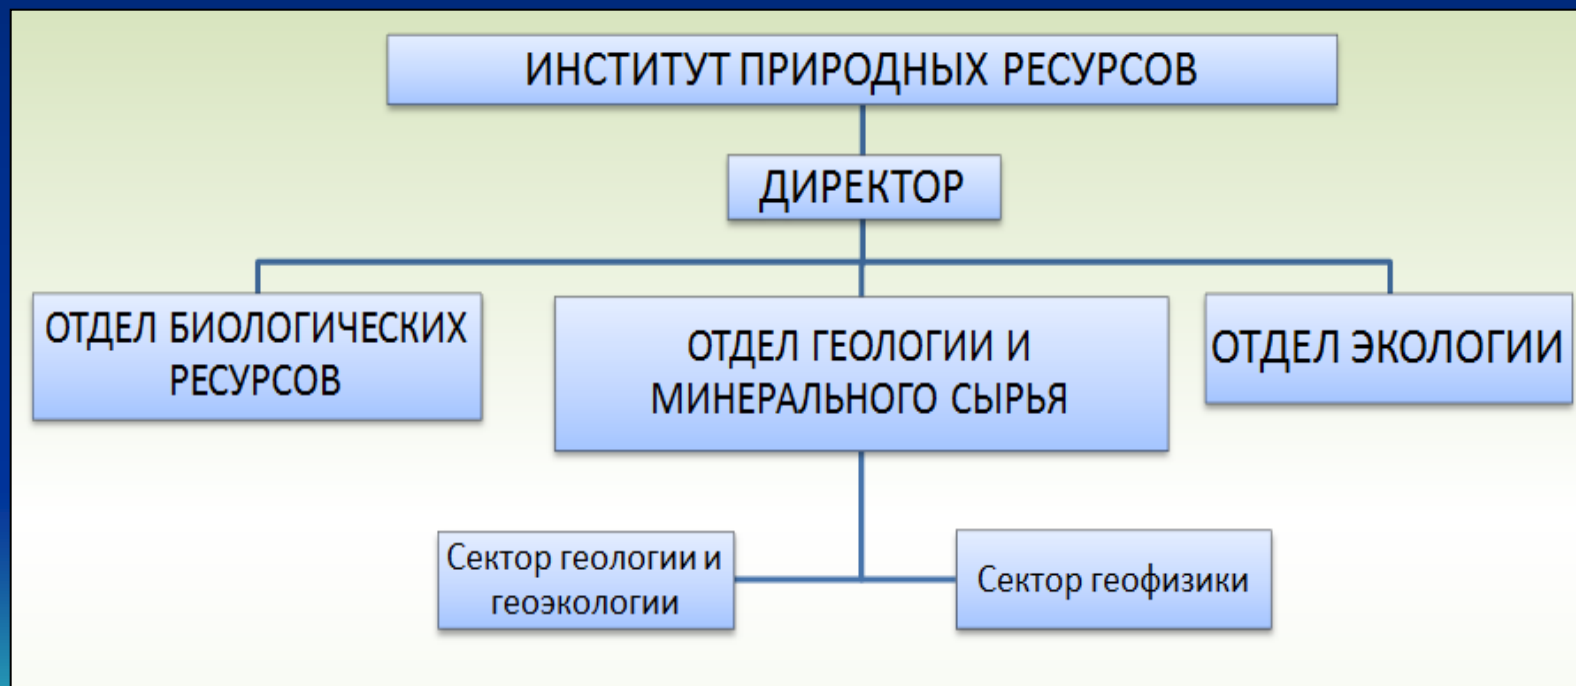 ИНСТИТУТ ПРИРОДНЫХ РЕСУРСОВ
ДИРЕКТОР
ОТДЕЛ БИОЛОГИЧЕСКИХ
РЕСУРСОВ
ОТДЕЛ ГЕОЛОГИИ И
МИНЕРАЛЬНОГО СЫРЬЯ
ОТДЕЛ ЭКОЛОГИИ
Сектор геологии и
геоэкологии
Сектор геофизики